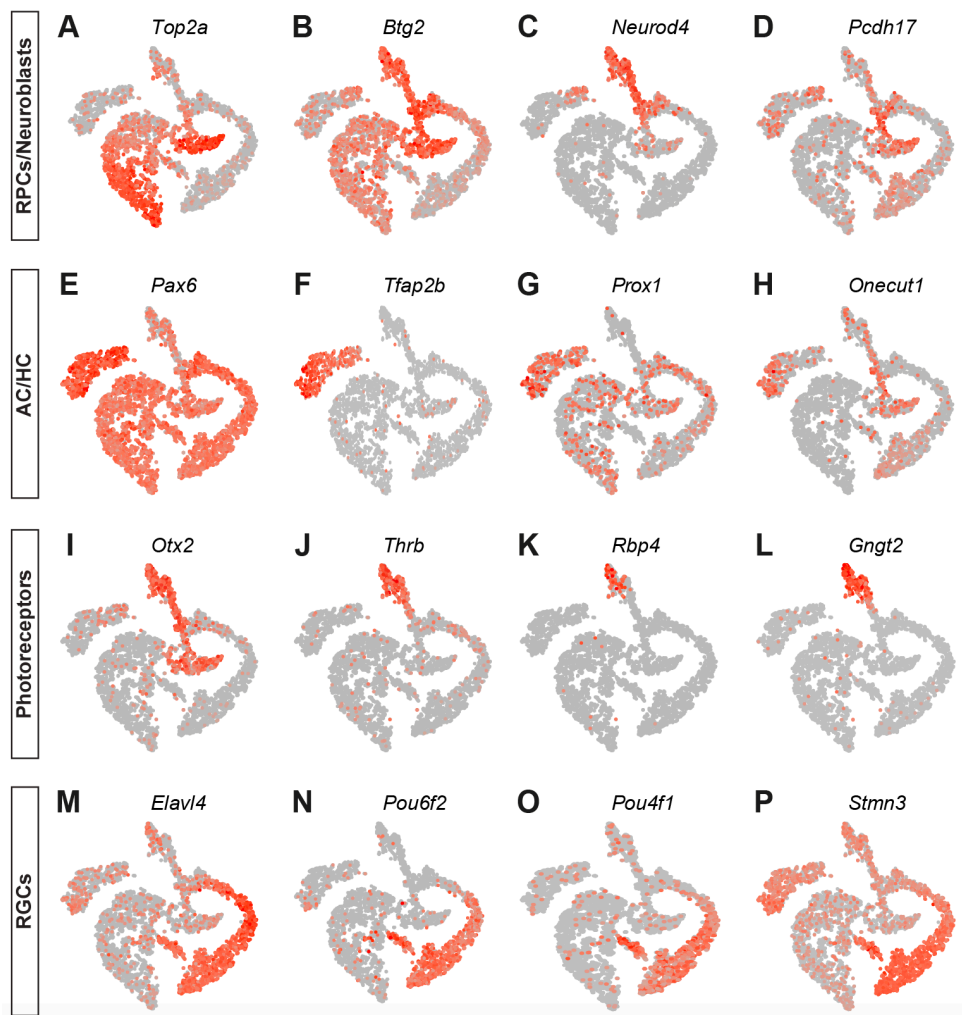 RPCs/Neuroblasts
A Top2a
B Btg2
C Neurod4
D Pcdh17
AC/HC
E Pax6
F Tfap2b
G Prox1
H Onecut1
Photoreceptors
I Otx2
J Thrb
K Rbp4
L Gngt2
RGCs
M Elavl4
N Pou6f2
O Pou4f1
P Stmn3